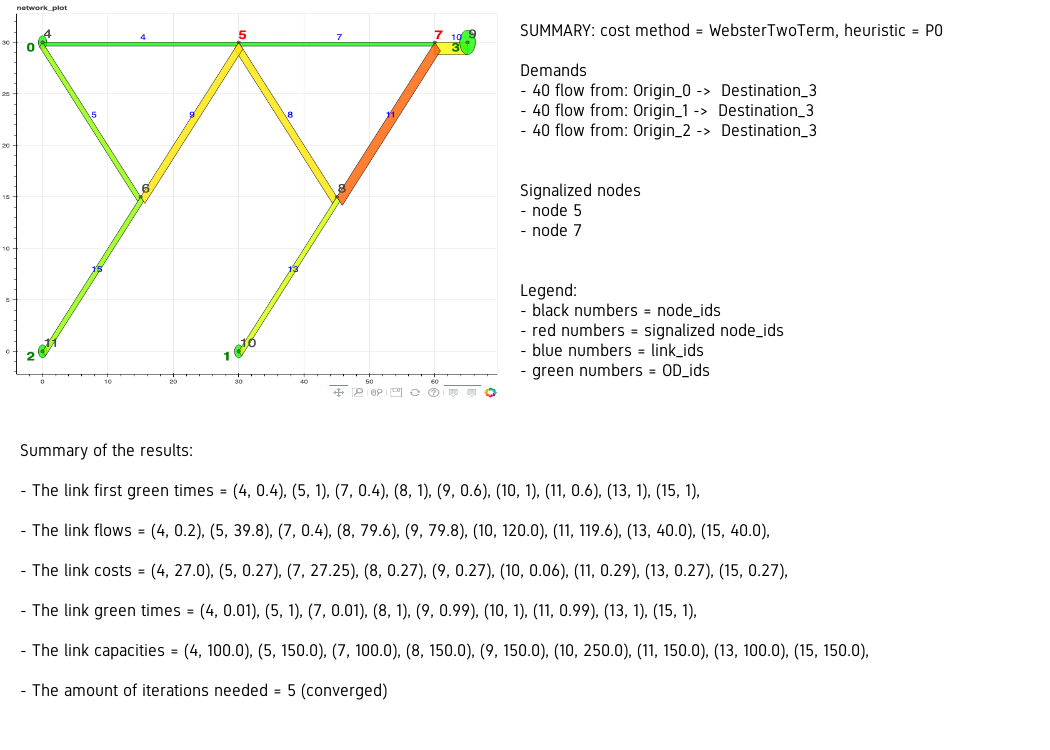 network_plot
SUMMARY: cost method = WebsterTwoTerm, heuristic = P0
Demands
- 40 flow from: Origin_0 -> Destination_3
- 40 flow from: Origin_1 -> Destination_3
- 40 flow from: Origin_2 -> Destination_3
Signalized nodes
- node 5
- node 7
Legend:
- black numbers = node_ids
- red numbers = signalized node_ids
- blue numbers = link_ids
- green numbers = OD_ids
4 5 7 9
0 4 7 10 3
30
25
5 9 8 11
20
6 8
15
10
15 13
5
11 10
0
2 1
0 10 20 30 40 50 60
Summary of the results:
- The link first green times = (4, 0.4), (5, 1), (7, 0.4), (8, 1), (9, 0.6), (10, 1), (11, 0.6), (13, 1), (15, 1),
- The link flows = (4, 0.2), (5, 39.8), (7, 0.4), (8, 79.6), (9, 79.8), (10, 120.0), (11, 119.6), (13, 40.0), (15, 40.0),
- The link costs = (4, 27.0), (5, 0.27), (7, 27.25), (8, 0.27), (9, 0.27), (10, 0.06), (11, 0.29), (13, 0.27), (15, 0.27),
- The link green times = (4, 0.01), (5, 1), (7, 0.01), (8, 1), (9, 0.99), (10, 1), (11, 0.99), (13, 1), (15, 1),
- The link capacities = (4, 100.0), (5, 150.0), (7, 100.0), (8, 150.0), (9, 150.0), (10, 250.0), (11, 150.0), (13, 100.0), (15, 150.0),
- The amount of iterations needed = 5 (converged)